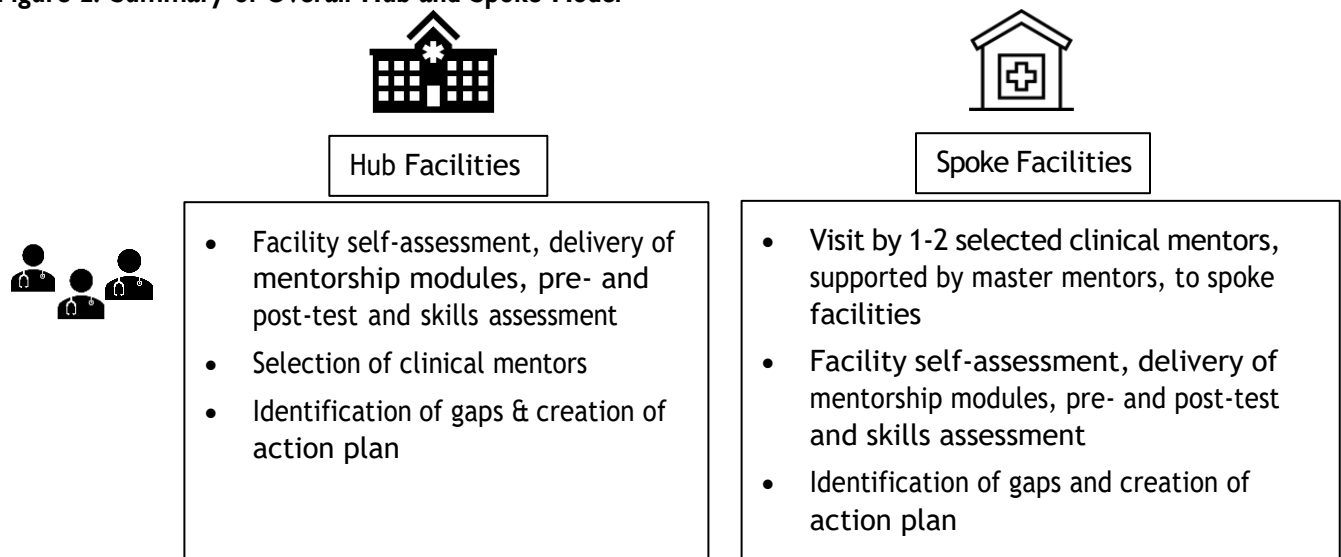 Figure Summary of Overall Hub and Spoke Model
Hub Facilities
• Facility self-assessment, delivery of
mentorship modules, pre- and
post-test and skills assessment
• Selection of clinical mentors
• Identification of gaps & creation of
action plan
Spoke Facilities
• Visit by 1-2 selected clinical mentors,
supported by master mentors, to spoke
facilities
• Facility self-assessment, delivery of
mentorship modules, pre- and post-test
and skills assessment
• Identification of gaps and creation of
action plan